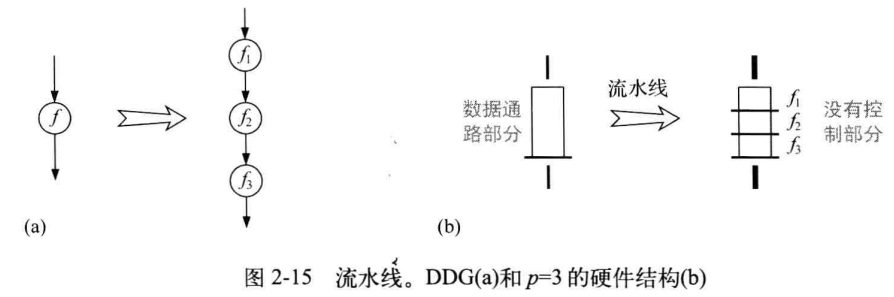 f
f₁
f₂
f₃
(a)
数据通
路部分
流水线
f₁
f₂
f₃
没有控
制部分
(b)
图 2-15 流水线。DDG(a)和 p=3 的硬件结构(b)